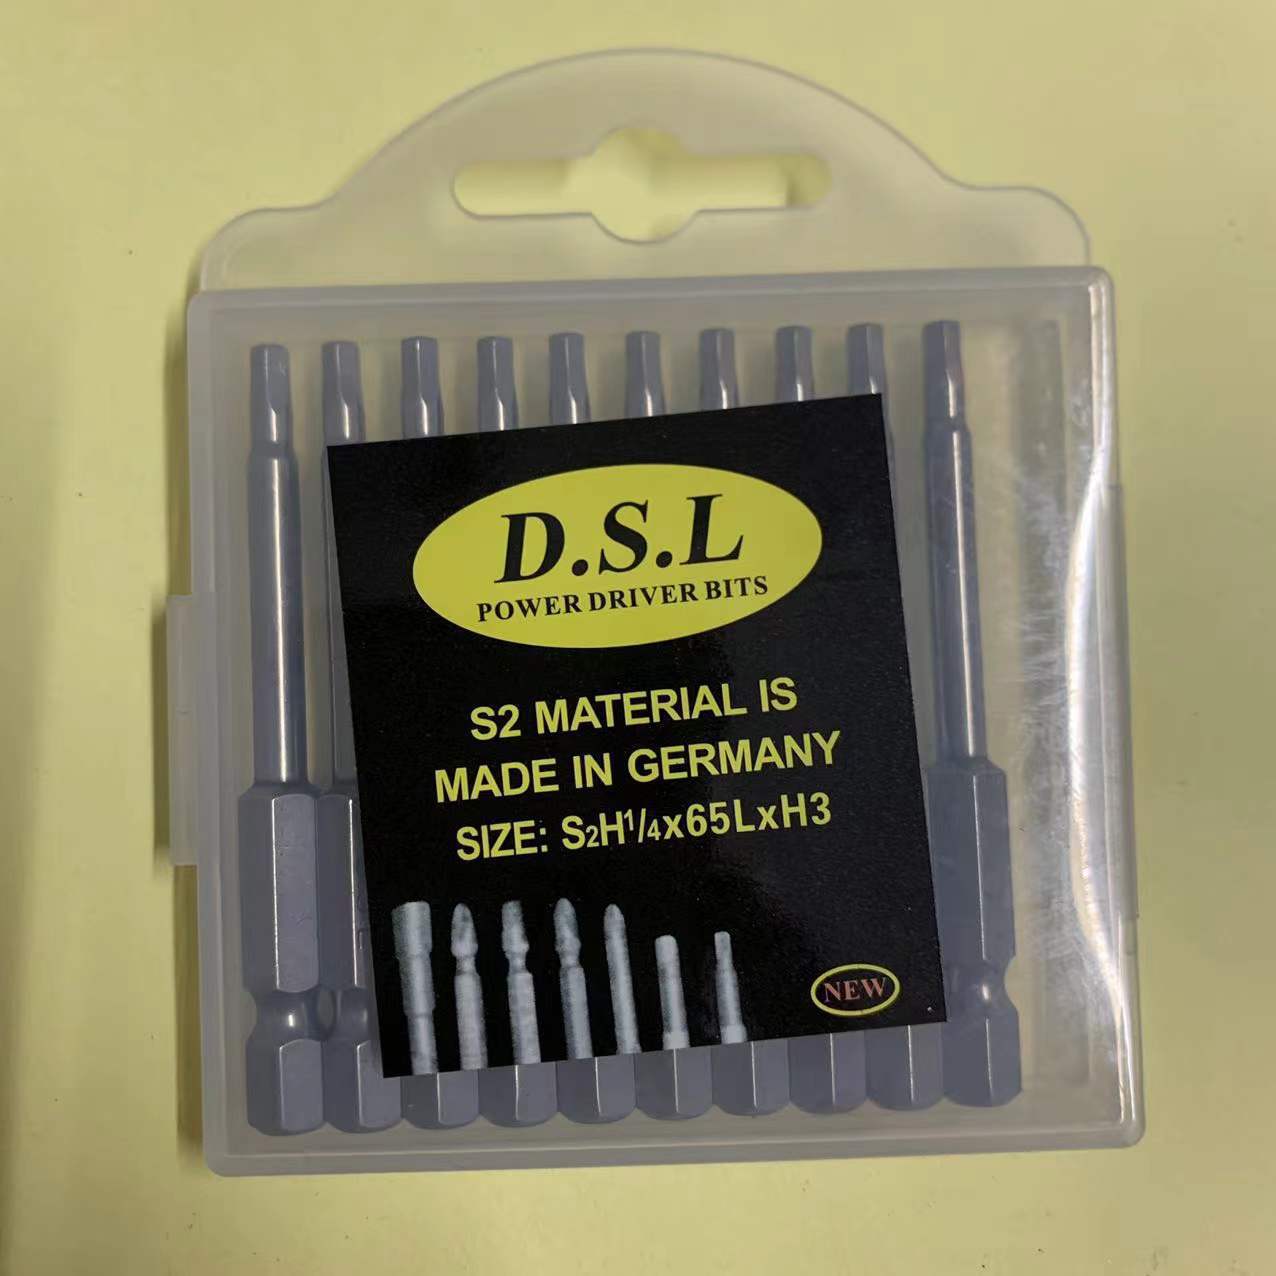 D.S.L
POWER DRIVER BITS
S2 MATERIAL IS
MADE IN GERMANY
SIZE: S2H1/4x65LxH3
NEW